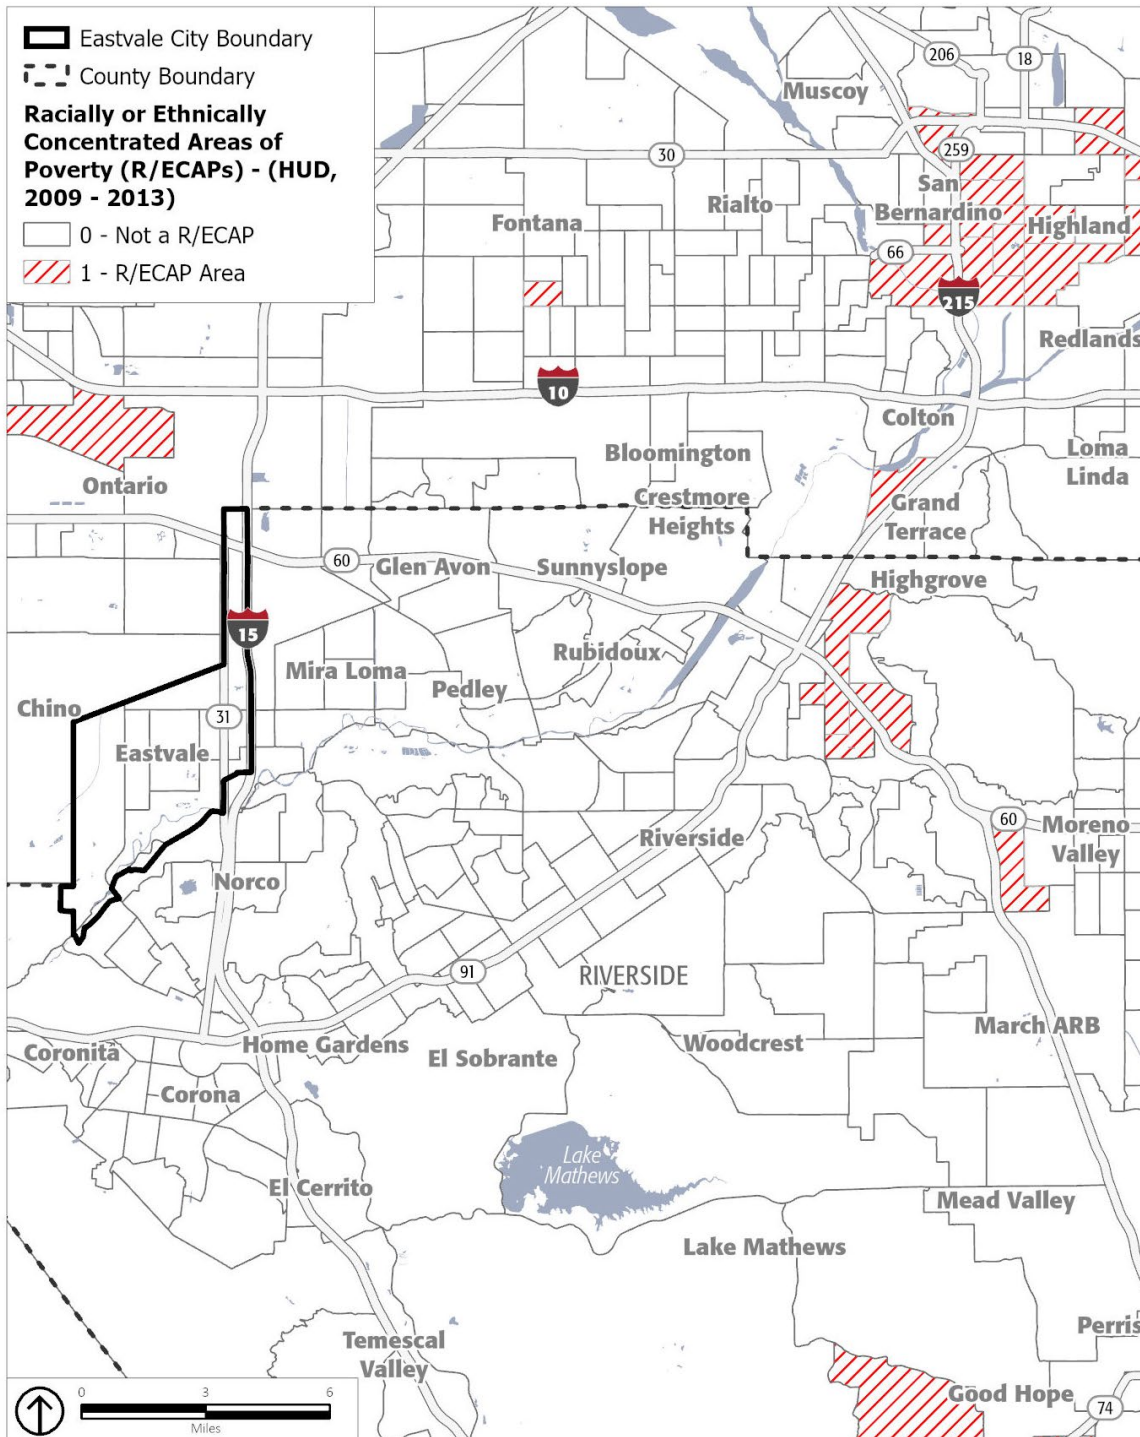 Eastvale City Boundary
County Boundary
Racially or Ethnically
Concentrated Areas of
Poverty (R/ECAPs) - (HUD,
2009 - 2013)
0 - Not a R/ECAP
1 - R/ECAP Area
206
18
Muscoy
30
259
San
Bernardino
Rialto
Fontana
Highland
66
215
Redlands
10
Colton
Bloomington
Loma
Linda
Ontario
Crestmore
Heights
Grand
Terrace
60
Glen Avon
Sunnyslope
Highgrove
15
Rubidoux
Mira Loma
Pedley
Chino
31
Eastvale
60
Moreno
Valley
Riverside
Norco
91
RIVERSIDE
March ARB
Woodcrest
Coronita
Home Gardens
El Sobrante
Corona
Lake
Mathews
El Cerrito
Mead Valley
Lake Mathews
Perris
Temescal
Valley
Good Hope
74
0 3 6
Miles